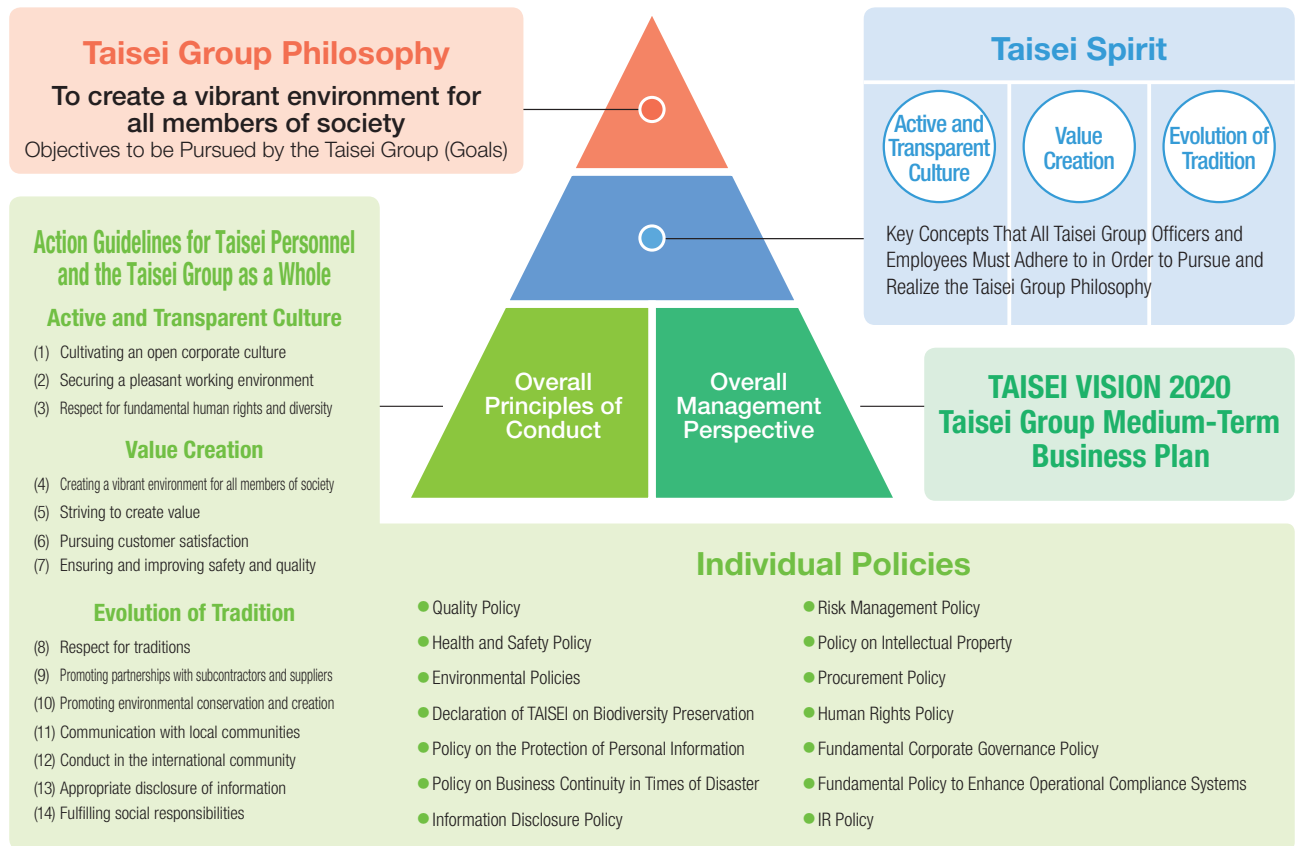 Taisei Group Philosophy
To create a vibrant environment for
all members of society
Objectives to be Pursued by the Taisei Group (Goals)
Taisei Spirit
Active and
Transparent
Culture
Value
Creation
Evolution of
Tradition
Key Concepts That All Taisei Group Officers and
Employees Must Adhere to in Order to Pursue and
Realize the Taisei Group Philosophy
Action Guidelines for Taisei Personnel
and the Taisei Group as a Whole
Active and Transparent Culture
(1) Cultivating an open corporate culture
(2) Securing a pleasant working environment
(3) Respect for fundamental human rights and diversity
Value Creation
(4) Creating a vibrant environment for all members of society
(5) Striving to create value
(6) Pursuing customer satisfaction
(7) Ensuring and improving safety and quality
Evolution of Tradition
(8) Respect for traditions
(9) Promoting partnerships with subcontractors and suppliers
(10) Promoting environmental conservation and creation
(11) Communication with local communities
(12) Conduct in the international community
(13) Appropriate disclosure of information
(14) Fulfilling social responsibilities
Overall
Principles of
Conduct
Overall
Management
Perspective
TAISEI VISION 2020
Taisei Group Medium-Term
Business Plan
Individual Policies
● Quality Policy
● Health and Safety Policy
● Environmental Policies
● Declaration of TAISEI on Biodiversity Preservation
● Policy on the Protection of Personal Information
● Policy on Business Continuity in Times of Disaster
● Information Disclosure Policy
● Risk Management Policy
● Policy on Intellectual Property
● Procurement Policy
● Human Rights Policy
● Fundamental Corporate Governance Policy
● Fundamental Policy to Enhance Operational Compliance Systems
● IR Policy